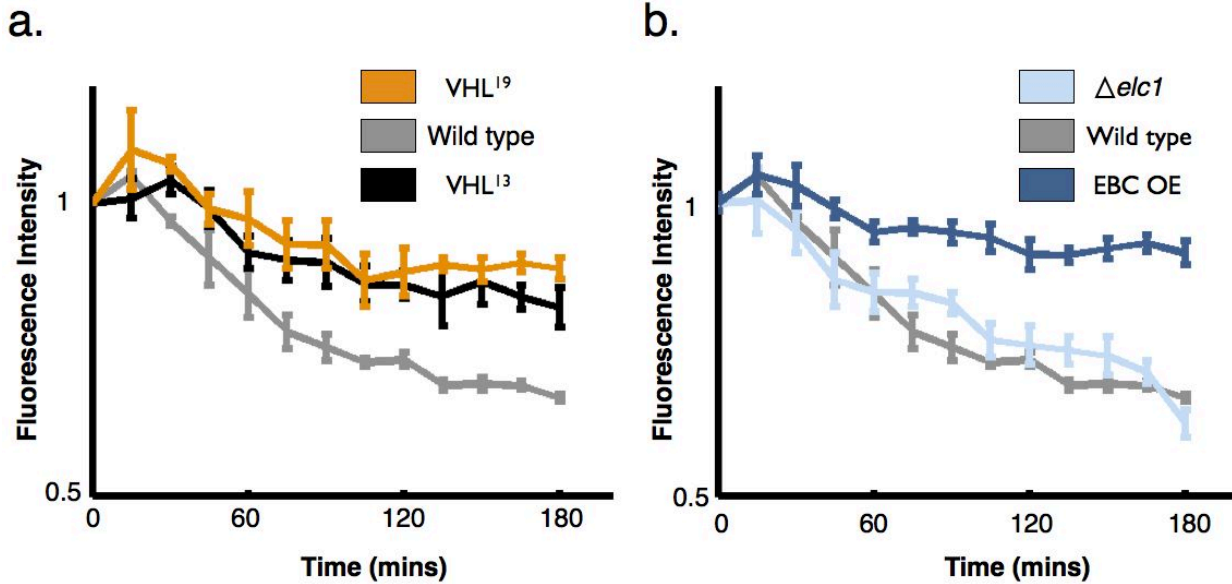 a.
VHL¹⁹
Wild type
VHL¹³
Fluorescence Intensity
1
0.5
0
60
120
180
Time (mins)
b.
△elc1
Wild type
EBC OE
Fluorescence Intensity
1
0.5
0
60
120
180
Time (mins)